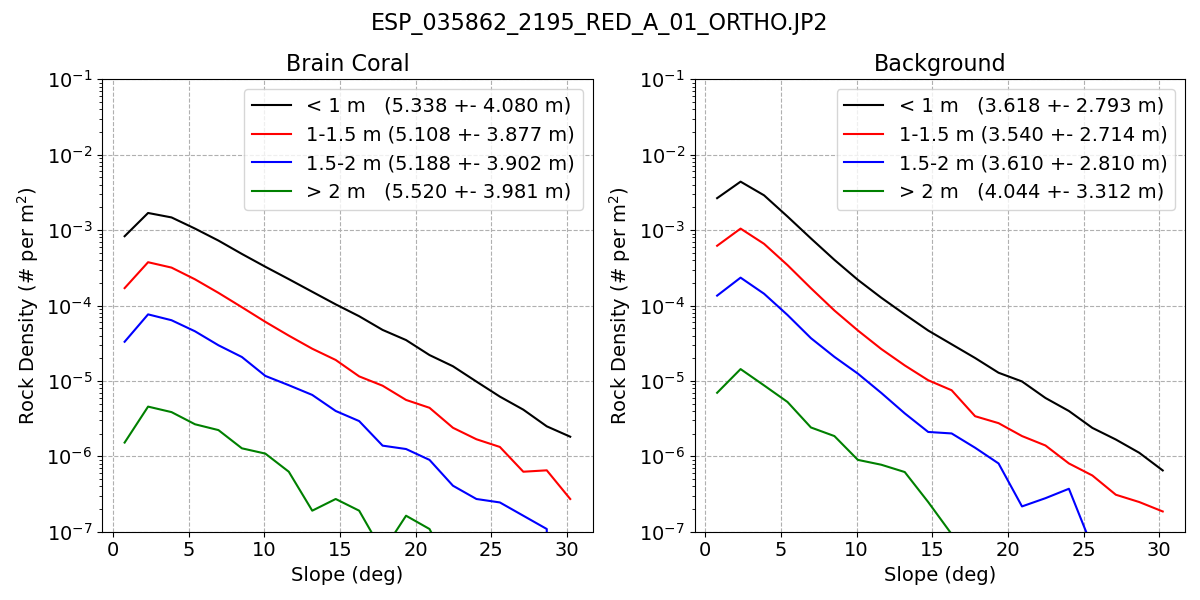 ESP_035862_2195_RED_A_01_ORTHO.JP2
Brain Coral
Rock Density (# per m²)
10⁻¹
10⁻²
10⁻³
10⁻⁴
10⁻⁵
10⁻⁶
10⁻⁷
< 1 m (5.338 +- 4.080 m)
1-1.5 m (5.108 +- 3.877 m)
1.5-2 m (5.188 +- 3.902 m)
> 2 m (5.520 +- 3.981 m)
0 5 10 15 20 25 30
Slope (deg)
Background
Rock Density (# per m²)
10⁻¹
10⁻²
10⁻³
10⁻⁴
10⁻⁵
10⁻⁶
10⁻⁷
< 1 m (3.618 +- 2.793 m)
1-1.5 m (3.540 +- 2.714 m)
1.5-2 m (3.610 +- 2.810 m)
> 2 m (4.044 +- 3.312 m)
0 5 10 15 20 25 30
Slope (deg)